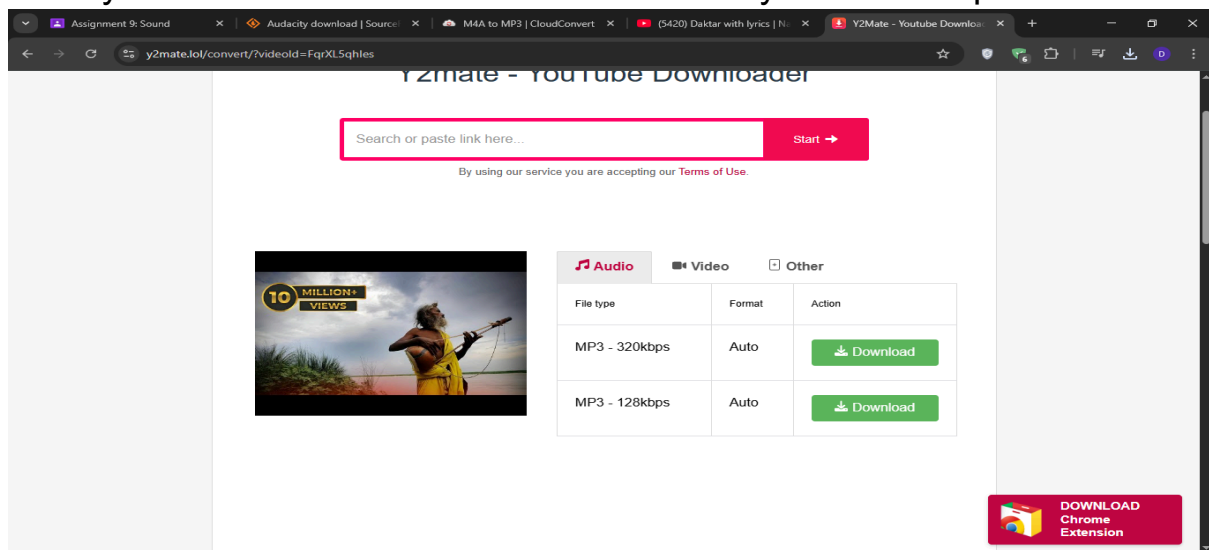 Assignment 9: Sound
Audacity download | Source
M4A to MP3 | CloudConvert
(5420) Daktar with lyrics | Na
Y2Mate - Youtube Downloa
y2mate.lol/convert/?videoId=FqrXL5qhles
6
D
Y2mate - YouTube Downloader
Search or paste link here...
Start
By using our service you are accepting our Terms of Use.
10 MILLION+
VIEWS
Audio Video Other
File type Format Action
MP3 - 320kbps Auto Download
MP3 - 128kbps Auto Download
DOWNLOAD
Chrome
Extension